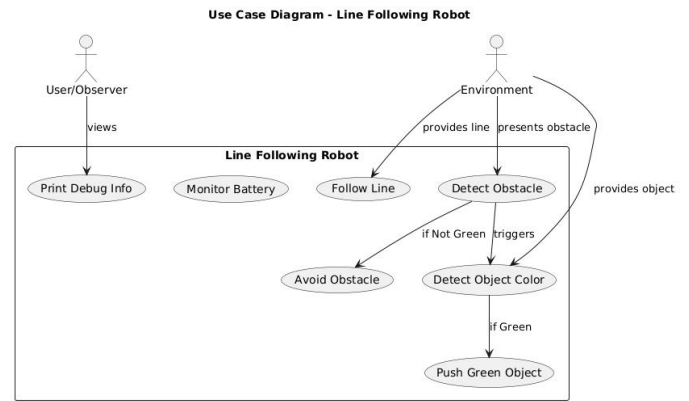 Use Case Diagram - Line Following Robot
User/Observer
Environment
views
provides line
presents obstacle
provides object
Line Following Robot
Print Debug Info
Monitor Battery
Follow Line
Detect Obstacle
if Not Green
triggers
Avoid Obstacle
Detect Object Color
if Green
Push Green Object